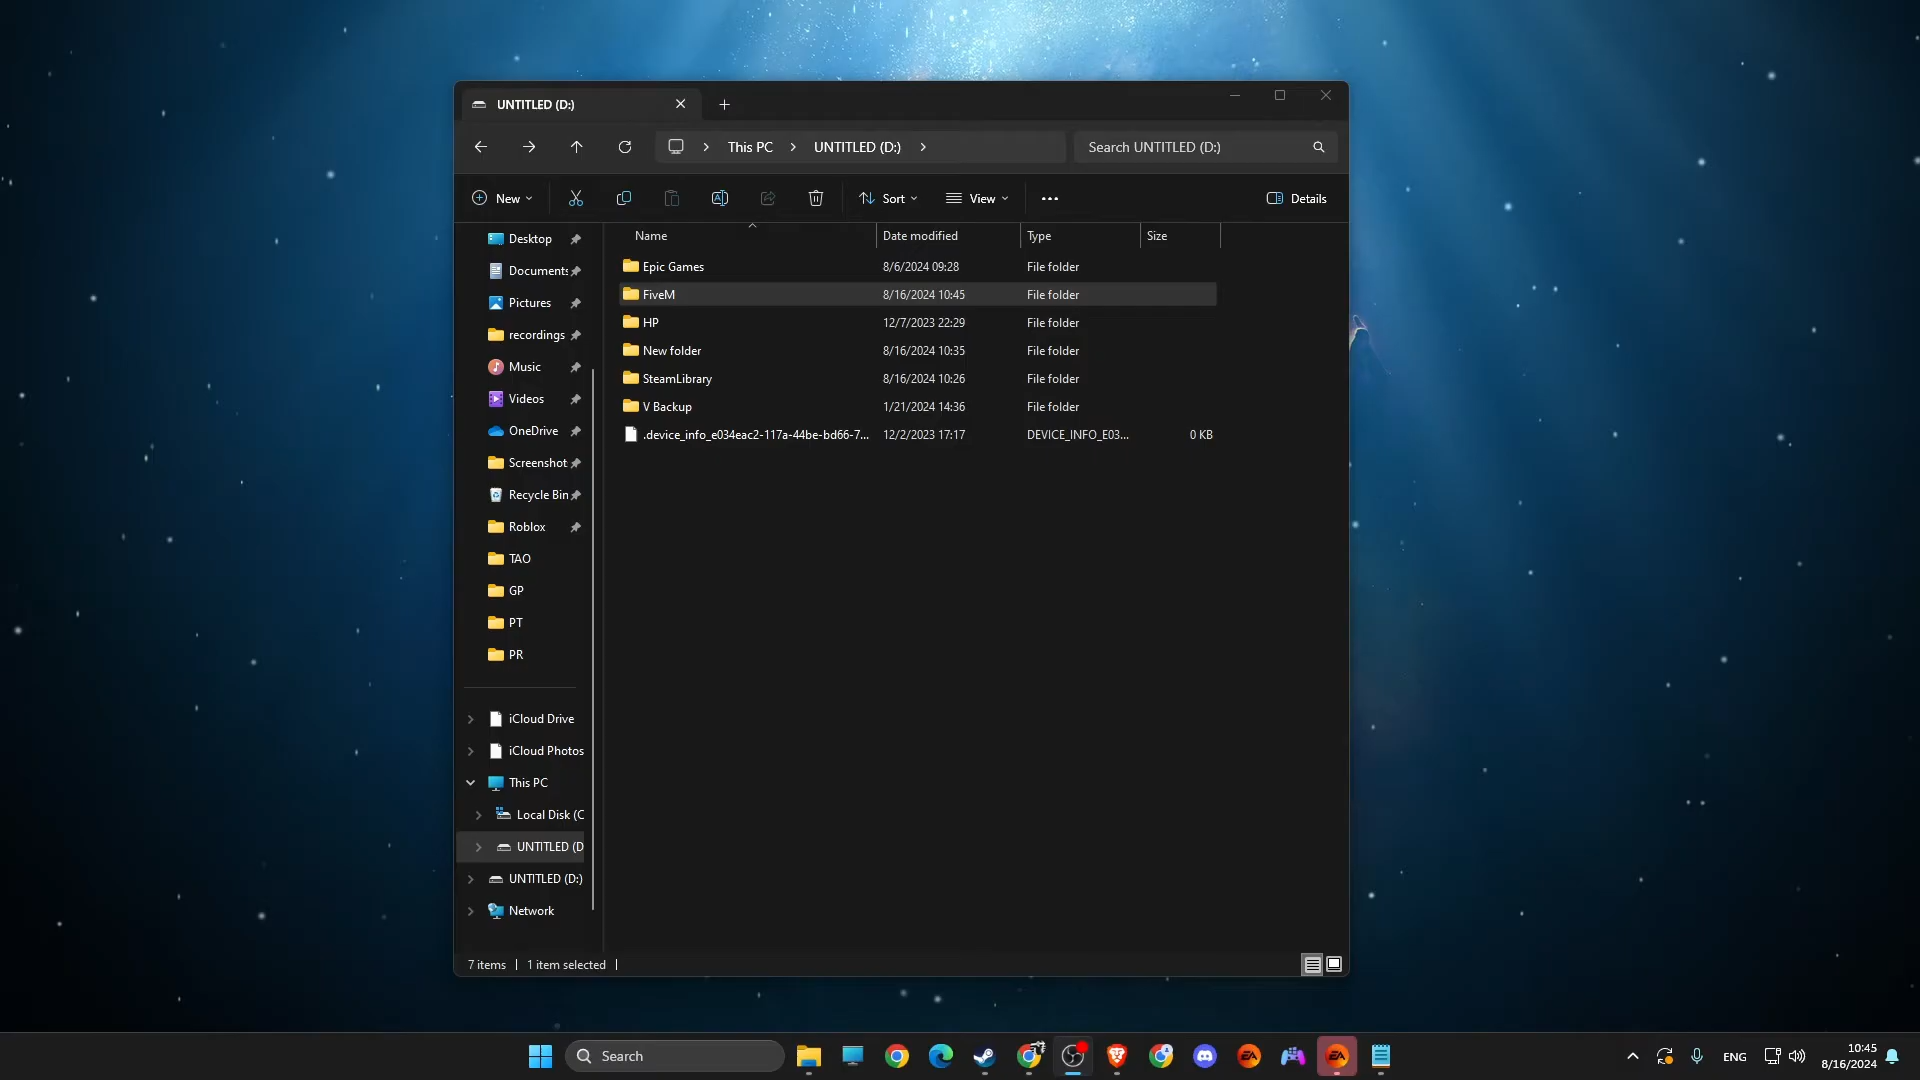 UNTITLED (D:)
This PC
UNTITLED (D:)
Search UNTITLED (D:)
New
Sort
View
Details
Name
Date modified
Type
Size
Desktop
Documents
Pictures
recordings
Music
Videos
OneDrive
Screenshot
Recycle Bin
Roblox
TAO
GP
PT
PR
iCloud Drive
iCloud Photos
This PC
Local Disk (C
UNTITLED (D
UNTITLED (D:)
Network
Epic Games 8/6/2024 09:28 File folder
FiveM 8/16/2024 10:45 File folder
HP 12/7/2023 22:29 File folder
New folder 8/16/2024 10:35 File folder
SteamLibrary 8/16/2024 10:26 File folder
V Backup 1/21/2024 14:36 File folder
.device_info_e034eac2-117a-44be-bd66-7... 12/2/2023 17:17 DEVICE_INFO_E03... 0 KB
7 items 1 item selected
Search
EA
EA
ENG
10:45
8/16/2024